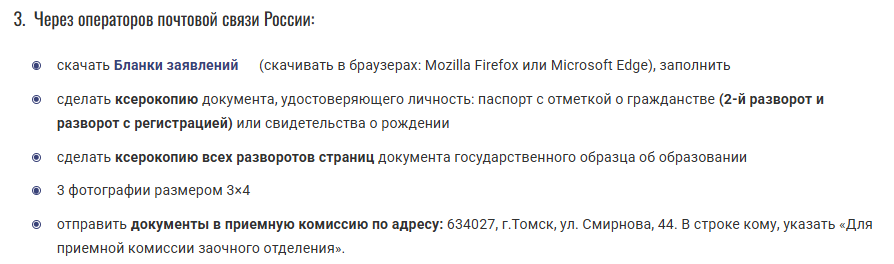 3. Через операторов почтовой связи России:
скачать Бланки заявлений (скачивать в браузерах: Mozilla Firefox или Microsoft Edge), заполнить
сделать ксерокопию документа, удостоверяющего личность: паспорт с отметкой о гражданстве (2-й разворот и
разворот с регистрацией) или свидетельства о рождении
сделать ксерокопию всех разворотов страниц документа государственного образца об образовании
3 фотографии размером 3×4
отправить документы в приемную комиссию по адресу: 634027, г.Томск, ул. Смирнова, 44. В строке кому, указать «Для
приемной комиссии заочного отделения».